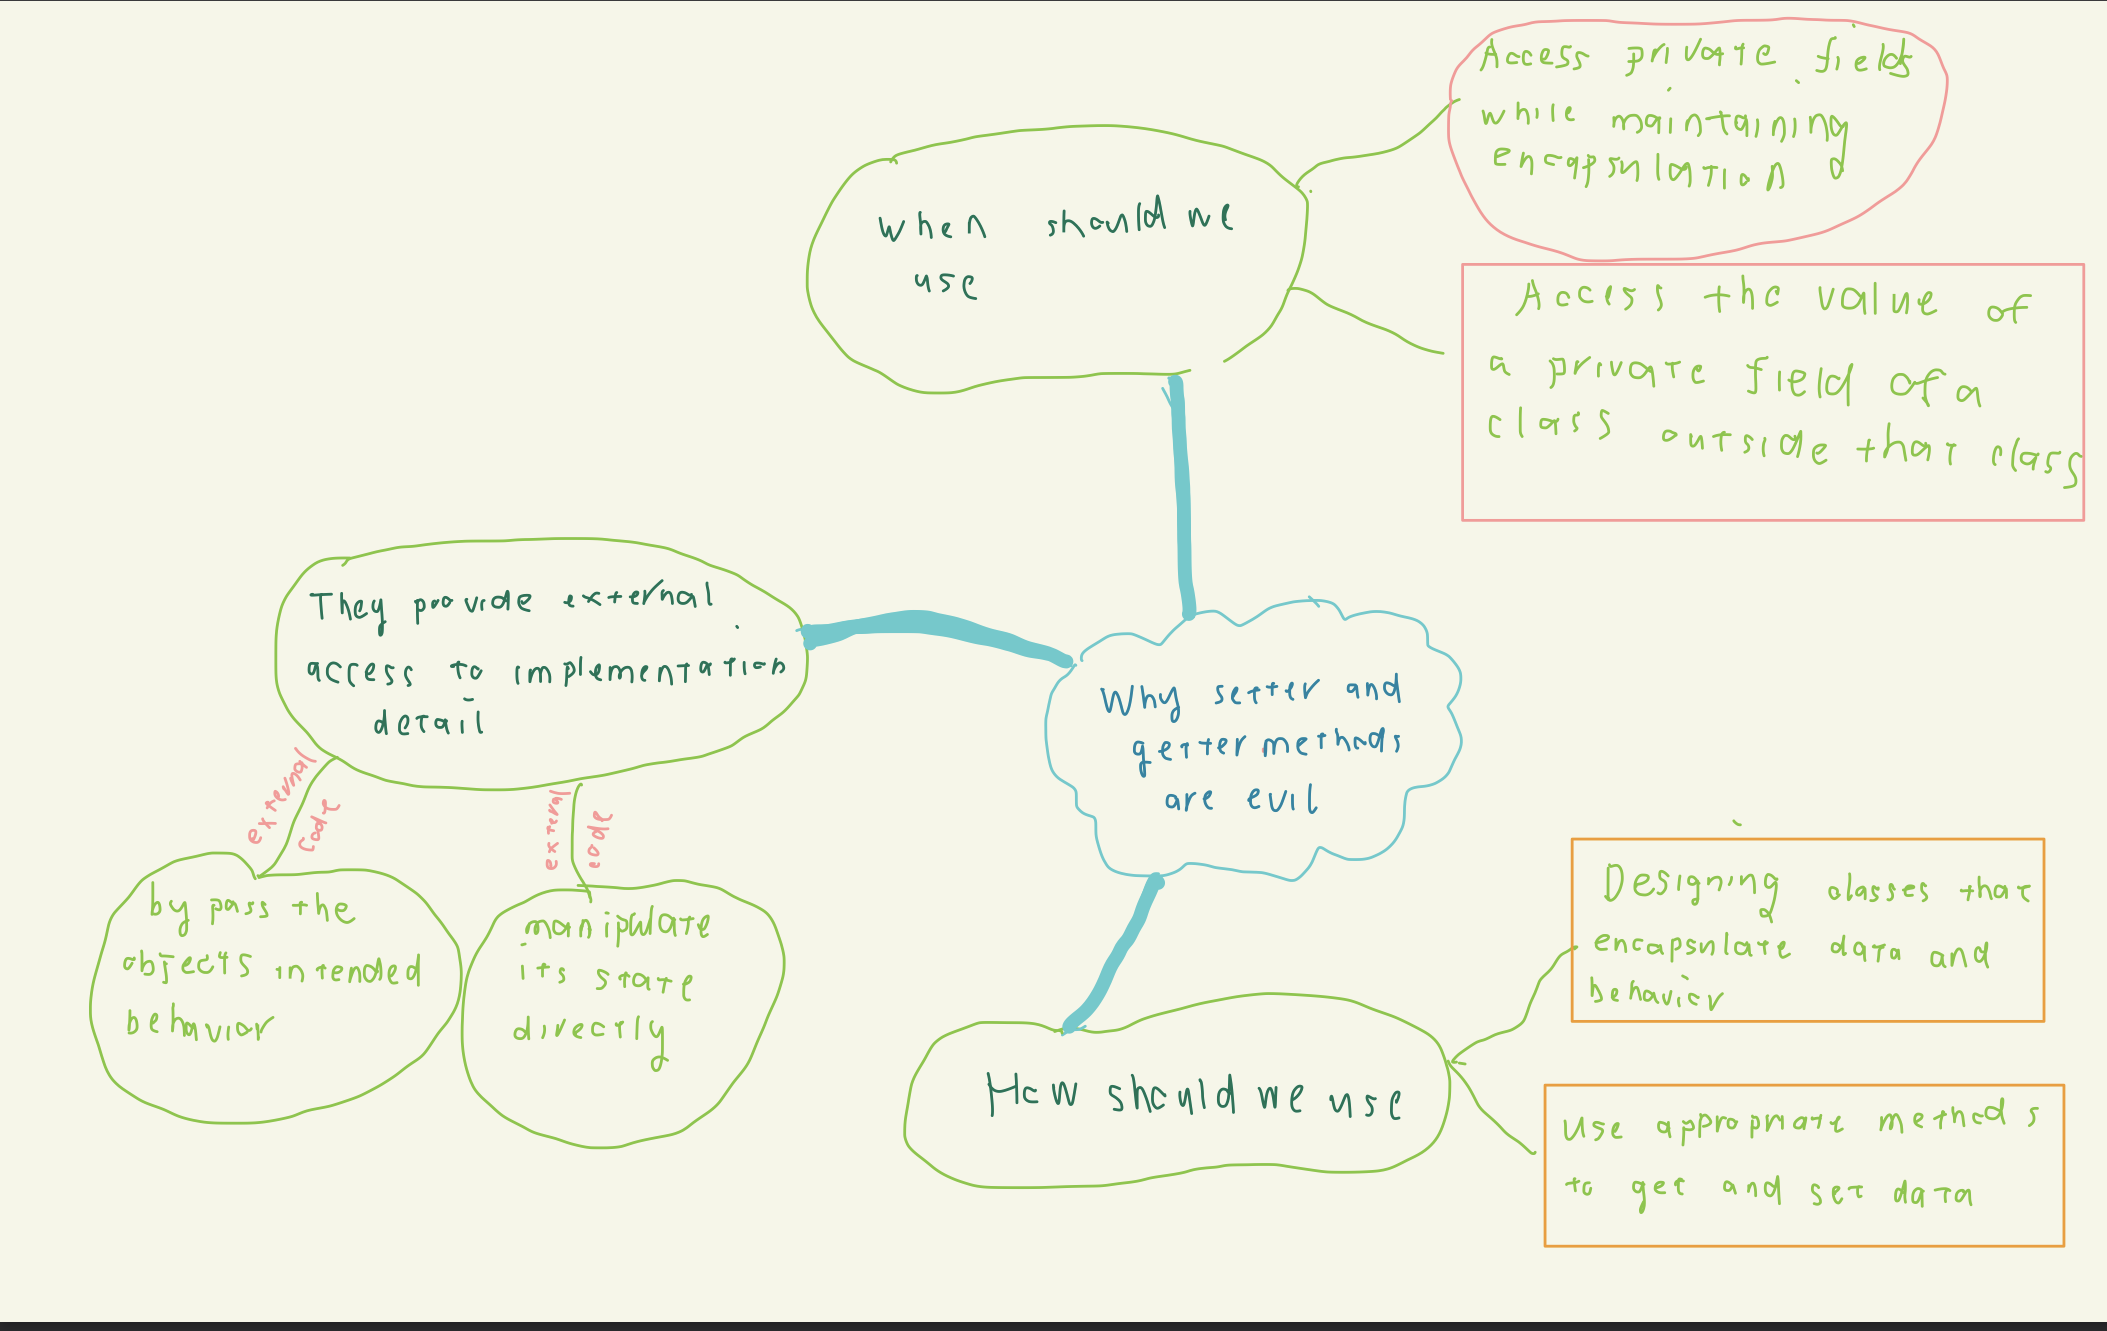 Access private fields
while maintaining
encapsulation
when should we
use
Access the value of
a private field of a
class outside that class
They provide external
access to implementation
detail
Why setter and
getter methods
are evil
external
code
external
code
by pass the
objects intended
behavior
manipulate
its state
directly
Designing classes that
encapsulate data and
behavior
How should we use
Use appropriate methods
to get and set data